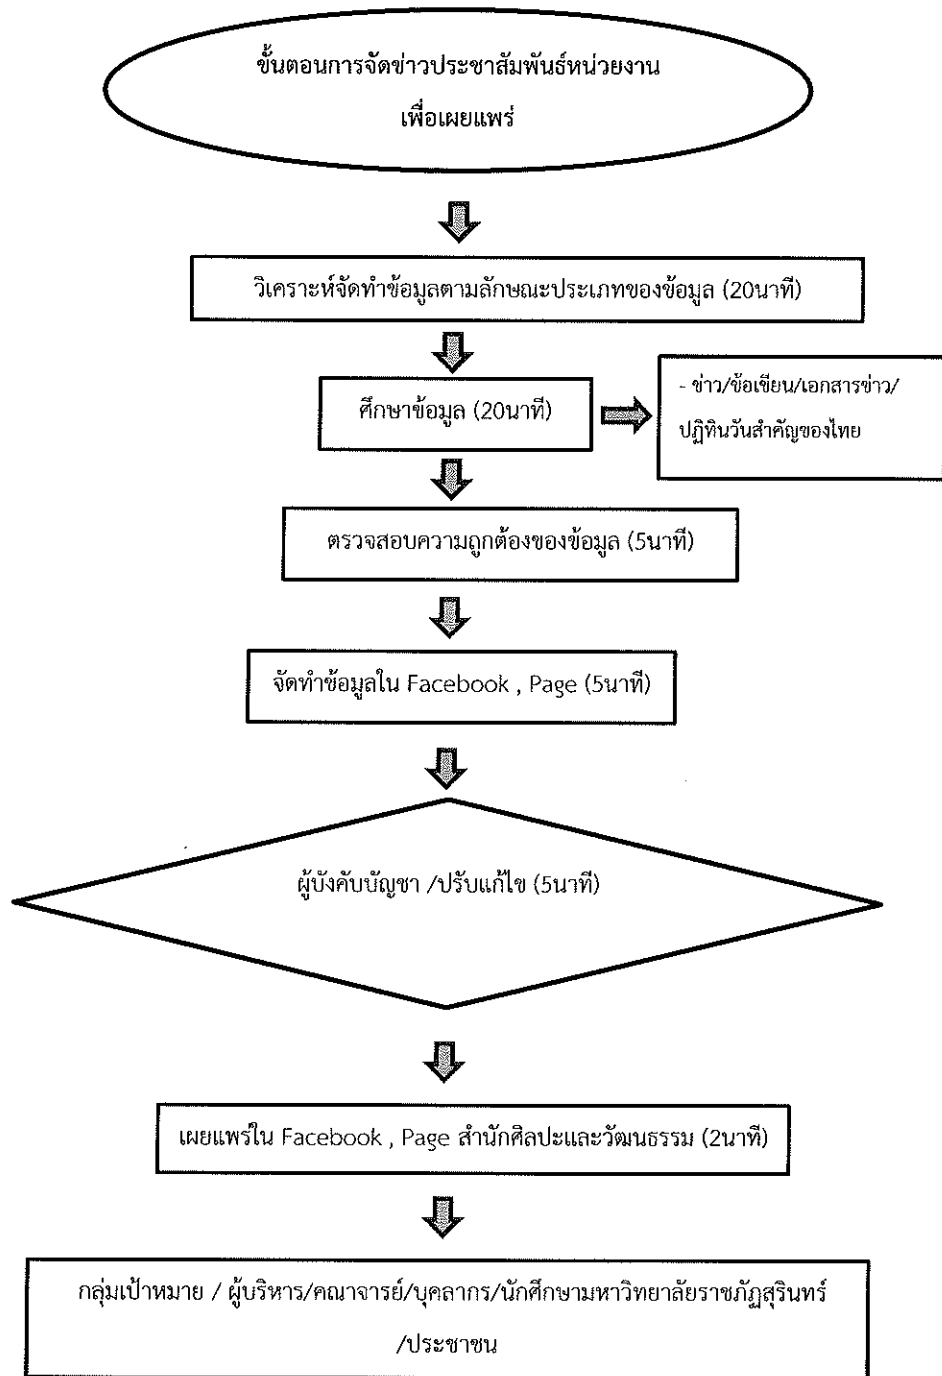 ขั้นตอนการจัดข่าวประชาสัมพันธ์หน่วยงาน
เพื่อเผยแพร่
วิเคราะห์จัดทำข้อมูลตามลักษณะประเภทของข้อมูล (20นาที)
ศึกษาข้อมูล (20นาที)
- ข่าว/ข้อเขียน/เอกสารข่าว/
ปฏิทินวันสำคัญของไทย
ตรวจสอบความถูกต้องของข้อมูล (5นาที)
จัดทำข้อมูลใน Facebook , Page (5นาที)
ผู้บังคับบัญชา /ปรับแก้ไข (5นาที)
เผยแพร่ใน Facebook , Page สำนักศิลปะและวัฒนธรรม (2นาที)
กลุ่มเป้าหมาย / ผู้บริหาร/คณาจารย์/บุคลากร/นักศึกษามหาวิทยาลัยราชภัฏสุรินทร์
/ประชาชน